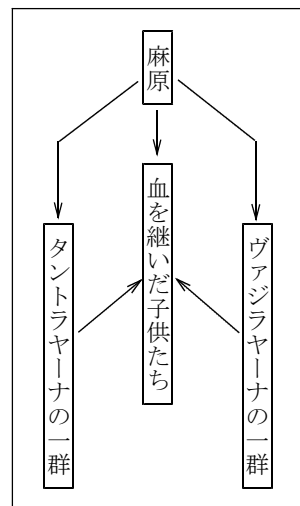 麻原
ヴァジラヤーナの一群
血を継いだ子供たち
タントラヤーナの一群